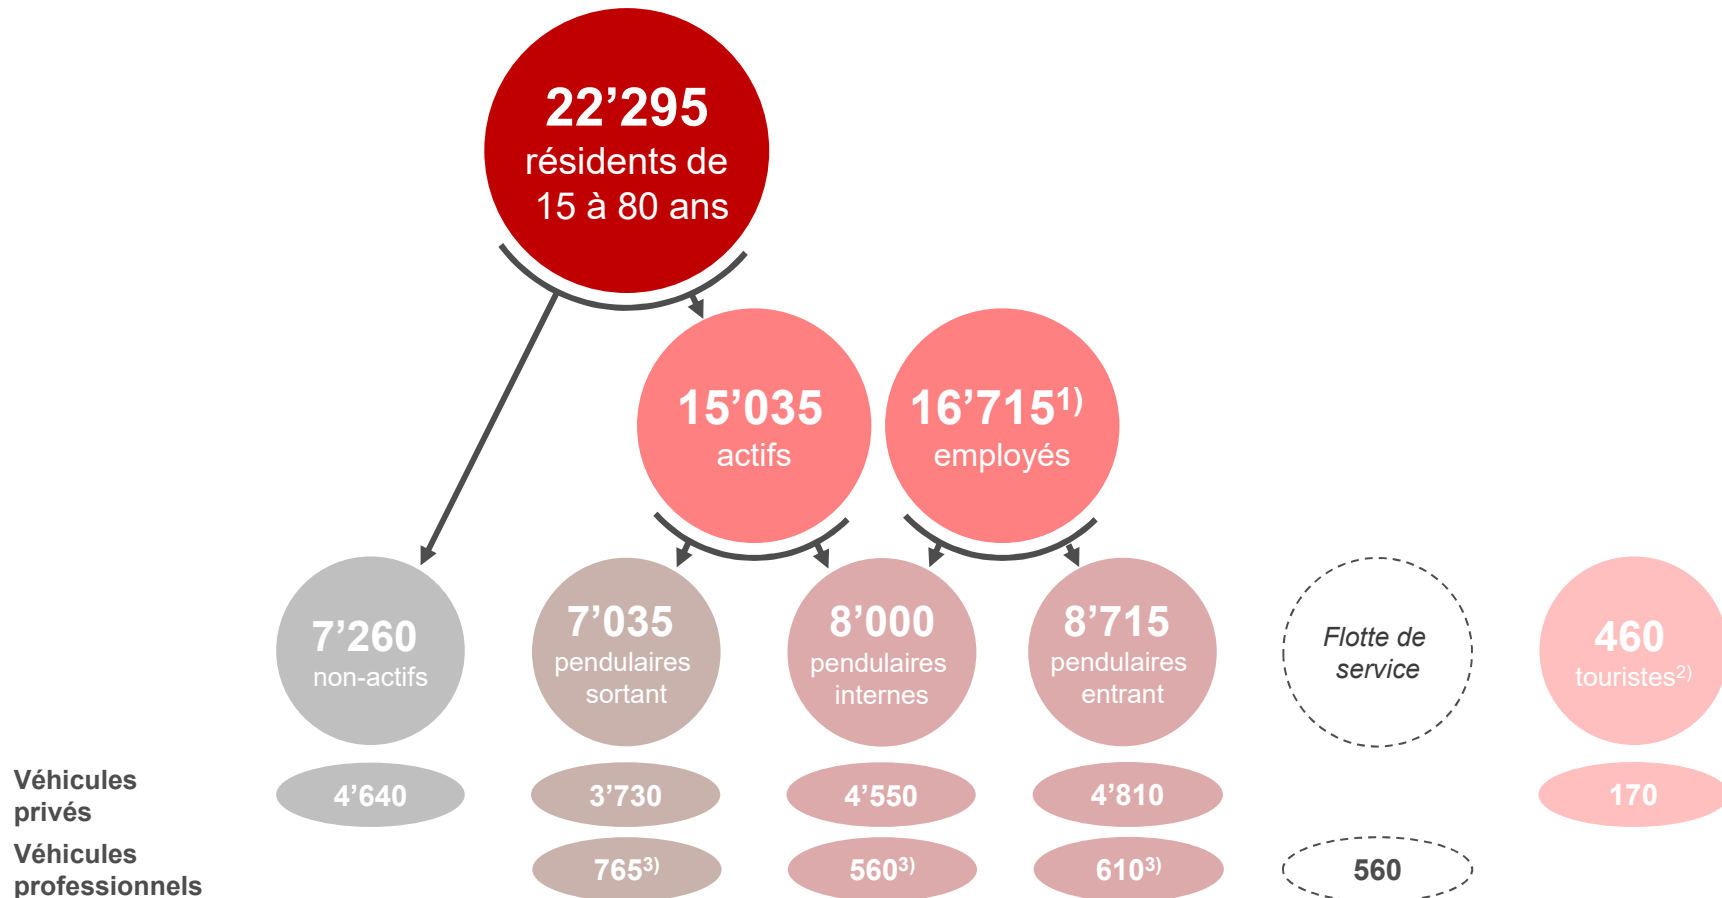 22’295
résidents de
15 à 80 ans
15’035
actifs
16’715¹⁾
employés
7’260
non-actifs
7’035
pendulaires
sortant
8’000
pendulaires
internes
8’715
pendulaires
entrant
Flotte de
service
460
touristes²⁾
Véhicules
privés
4’640
3’730
4’550
4’810
170
Véhicules
professionnels
765³⁾
560³⁾
610³⁾
560